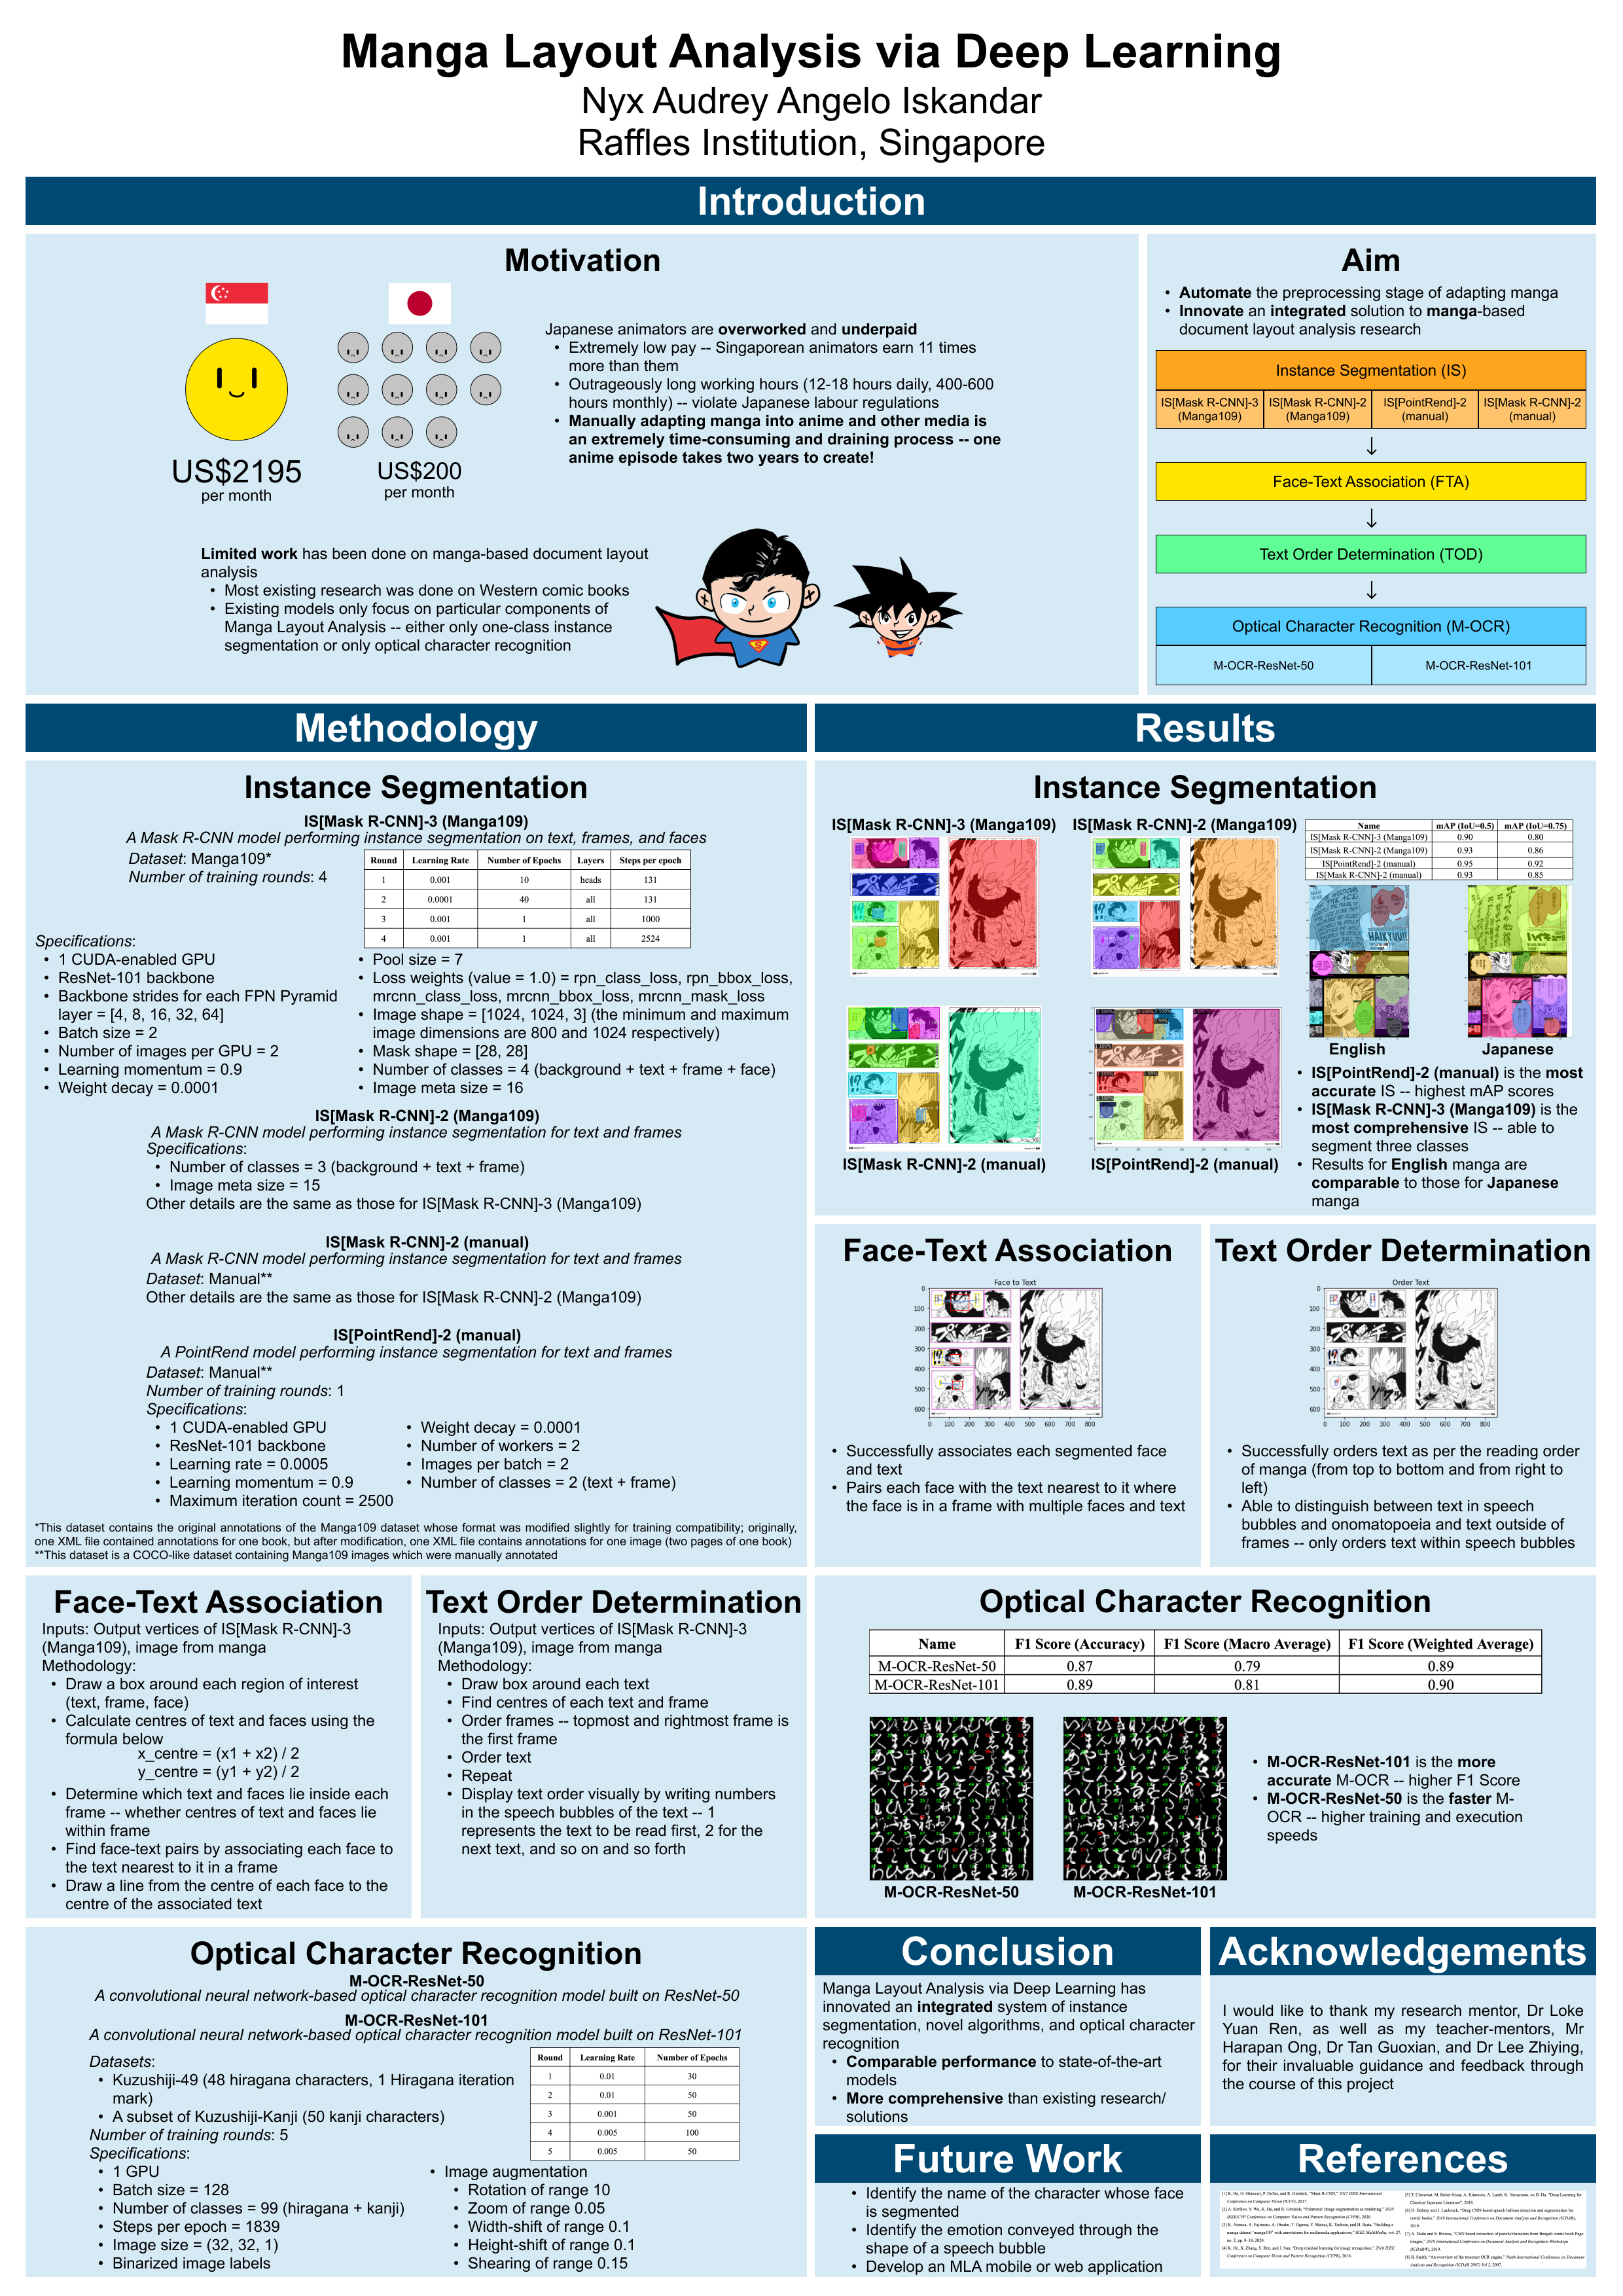 Manga Layout Analysis via Deep Learning
Nyx Audrey Angelo Iskandar
Raffles Institution, Singapore
Introduction
Motivation
US$2195
per month
US$200
per month
Japanese animators are overworked and underpaid
• Extremely low pay -- Singaporean animators earn 11 times
more than them
• Outrageously long working hours (12-18 hours daily, 400-600
hours monthly) -- violate Japanese labour regulations
• Manually adapting manga into anime and other media is
an extremely time-consuming and draining process -- one
anime episode takes two years to create!
Limited work has been done on manga-based document layout
analysis
• Most existing research was done on Western comic books
• Existing models only focus on particular components of
Manga Layout Analysis -- either only one-class instance
segmentation or only optical character recognition
Aim
• Automate the preprocessing stage of adapting manga
• Innovate an integrated solution to manga-based
document layout analysis research
Instance Segmentation (IS)
IS[Mask R-CNN]-3 (Manga109)
IS[Mask R-CNN]-2 (Manga109)
IS[PointRend]-2 (manual)
IS[Mask R-CNN]-2 (manual)
Face-Text Association (FTA)
Text Order Determination (TOD)
Optical Character Recognition (M-OCR)
M-OCR-ResNet-50
M-OCR-ResNet-101
Methodology
Instance Segmentation
IS[Mask R-CNN]-3 (Manga109)
A Mask R-CNN model performing instance segmentation on text, frames, and faces
Dataset: Manga109*
Number of training rounds: 4
Round Learning Rate Number of Epochs Layers Steps per epoch
1 0.001 10 heads 131
2 0.0001 40 all 131
3 0.001 1 all 1000
4 0.001 1 all 2524
Specifications:
• 1 CUDA-enabled GPU
• ResNet-101 backbone
• Backbone strides for each FPN Pyramid
layer = [4, 8, 16, 32, 64]
• Batch size = 2
• Number of images per GPU = 2
• Learning momentum = 0.9
• Weight decay = 0.0001
• Pool size = 7
• Loss weights (value = 1.0) = rpn_class_loss, rpn_bbox_loss,
mrcnn_class_loss, mrcnn_bbox_loss, mrcnn_mask_loss
• Image shape = [1024, 1024, 3] (the minimum and maximum
image dimensions are 800 and 1024 respectively)
• Mask shape = [28, 28]
• Number of classes = 4 (background + text + frame + face)
• Image meta size = 16
IS[Mask R-CNN]-2 (Manga109)
A Mask R-CNN model performing instance segmentation for text and frames
Specifications:
• Number of classes = 3 (background + text + frame)
• Image meta size = 15
Other details are the same as those for IS[Mask R-CNN]-3 (Manga109)
IS[Mask R-CNN]-2 (manual)
A Mask R-CNN model performing instance segmentation for text and frames
Dataset: Manual**
Other details are the same as those for IS[Mask R-CNN]-2 (Manga109)
IS[PointRend]-2 (manual)
A PointRend model performing instance segmentation for text and frames
Dataset: Manual**
Number of training rounds: 1
Specifications:
• 1 CUDA-enabled GPU
• ResNet-101 backbone
• Learning rate = 0.0005
• Learning momentum = 0.9
• Maximum iteration count = 2500
• Weight decay = 0.0001
• Number of workers = 2
• Images per batch = 2
• Number of classes = 2 (text + frame)
*This dataset contains the original annotations of the Manga109 dataset whose format was modified slightly for training compatibility; originally,
one XML file contained annotations for one book, but after modification, one XML file contains annotations for one image (two pages of one book)
**This dataset is a COCO-like dataset containing Manga109 images which were manually annotated
Face-Text Association
Inputs: Output vertices of IS[Mask R-CNN]-3
(Manga109), image from manga
Methodology:
• Draw a box around each region of interest
(text, frame, face)
• Calculate centres of text and faces using the
formula below
x_centre = (x1 + x2) / 2
y_centre = (y1 + y2) / 2
• Determine which text and faces lie inside each
frame -- whether centres of text and faces lie
within frame
• Find face-text pairs by associating each face to
the text nearest to it in a frame
• Draw a line from the centre of each face to the
centre of the associated text
Text Order Determination
Inputs: Output vertices of IS[Mask R-CNN]-3
(Manga109), image from manga
Methodology:
• Draw box around each text
• Find centres of each text and frame
• Order frames -- topmost and rightmost frame is
the first frame
• Order text
• Repeat
• Display text order visually by writing numbers
in the speech bubbles of the text -- 1
represents the text to be read first, 2 for the
next text, and so on and so forth
Optical Character Recognition
M-OCR-ResNet-50
A convolutional neural network-based optical character recognition model built on ResNet-50
M-OCR-ResNet-101
A convolutional neural network-based optical character recognition model built on ResNet-101
Datasets:
• Kuzushiji-49 (48 hiragana characters, 1 Hiragana iteration
mark)
• A subset of Kuzushiji-Kanji (50 kanji characters)
Number of training rounds: 5
Round Learning Rate Number of Epochs
1 0.01 30
2 0.01 50
3 0.001 50
4 0.005 100
5 0.005 50
Specifications:
• 1 GPU
• Batch size = 128
• Number of classes = 99 (hiragana + kanji)
• Steps per epoch = 1839
• Image size = (32, 32, 1)
• Binarized image labels
• Image augmentation
• Rotation of range 10
• Zoom of range 0.05
• Width-shift of range 0.1
• Height-shift of range 0.1
• Shearing of range 0.15
Results
Instance Segmentation
IS[Mask R-CNN]-3 (Manga109)
IS[Mask R-CNN]-2 (Manga109)
IS[Mask R-CNN]-2 (manual)
IS[PointRend]-2 (manual)
Name mAP (IoU=0.5) mAP (IoU=0.75)
IS[Mask R-CNN]-3 (Manga109) 0.90 0.80
IS[Mask R-CNN]-2 (Manga109) 0.93 0.86
IS[PointRend]-2 (manual) 0.95 0.92
IS[Mask R-CNN]-2 (manual) 0.93 0.85
HAIKYU!!
ハイキュー!!
English
Japanese
• IS[PointRend]-2 (manual) is the most
accurate IS -- highest mAP scores
• IS[Mask R-CNN]-3 (Manga109) is the
most comprehensive IS -- able to
segment three classes
• Results for English manga are
comparable to those for Japanese
manga
Face-Text Association
Face to Text
0 100 200 300 400 500 600
0 100 200 300 400 500 600 700 800
• Successfully associates each segmented face
and text
• Pairs each face with the text nearest to it where
the face is in a frame with multiple faces and text
Text Order Determination
Order Text
0 100 200 300 400 500 600
0 100 200 300 400 500 600 700 800
• Successfully orders text as per the reading order
of manga (from top to bottom and from right to
left)
• Able to distinguish between text in speech
bubbles and onomatopoeia and text outside of
frames -- only orders text within speech bubbles
Optical Character Recognition
Name F1 Score (Accuracy) F1 Score (Macro Average) F1 Score (Weighted Average)
M-OCR-ResNet-50 0.87 0.79 0.89
M-OCR-ResNet-101 0.89 0.81 0.90
M-OCR-ResNet-50
M-OCR-ResNet-101
• M-OCR-ResNet-101 is the more
accurate M-OCR -- higher F1 Score
• M-OCR-ResNet-50 is the faster M-
OCR -- higher training and execution
speeds
Conclusion
Manga Layout Analysis via Deep Learning has
innovated an integrated system of instance
segmentation, novel algorithms, and optical character
recognition
• Comparable performance to state-of-the-art
models
• More comprehensive than existing research/
solutions
Acknowledgements
I would like to thank my research mentor, Dr Loke
Yuan Ren, as well as my teacher-mentors, Mr
Harapan Ong, Dr Tan Guoxian, and Dr Lee Zhiying,
for their invaluable guidance and feedback through
the course of this project
Future Work
• Identify the name of the character whose face
is segmented
• Identify the emotion conveyed through the
shape of a speech bubble
• Develop an MLA mobile or web application
References